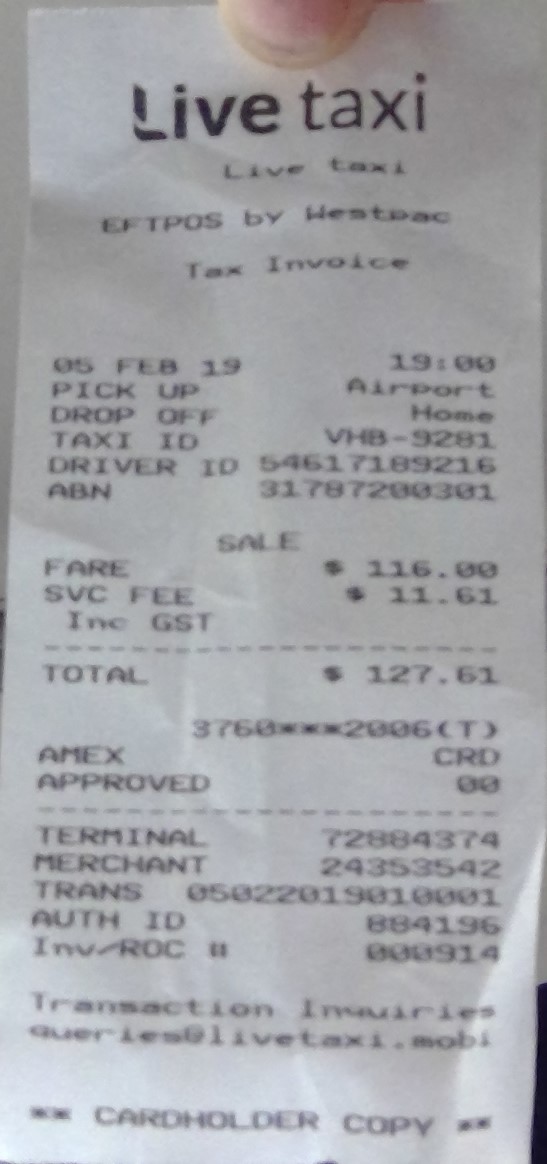 Live taxi
Live taxi
EFTPOS by Westpac
Tax Invoice
05 FEB 19 19:00
PICK UP Airport
DROP OFF Home
TAXI ID VHB-9281
DRIVER ID 54617189216
ABN 31787200301
SALE
FARE $ 116.00
SVC FEE $ 11.61
Inc GST
TOTAL $ 127.61
3760***2006(T)
AMEX CRD
APPROVED 00
TERMINAL 72884374
MERCHANT 24353542
TRANS 05022019010001
AUTH ID 884196
Inv/ROC # 000914
Transaction Inquiries
queries@livetaxi.mobi
** CARDHOLDER COPY **